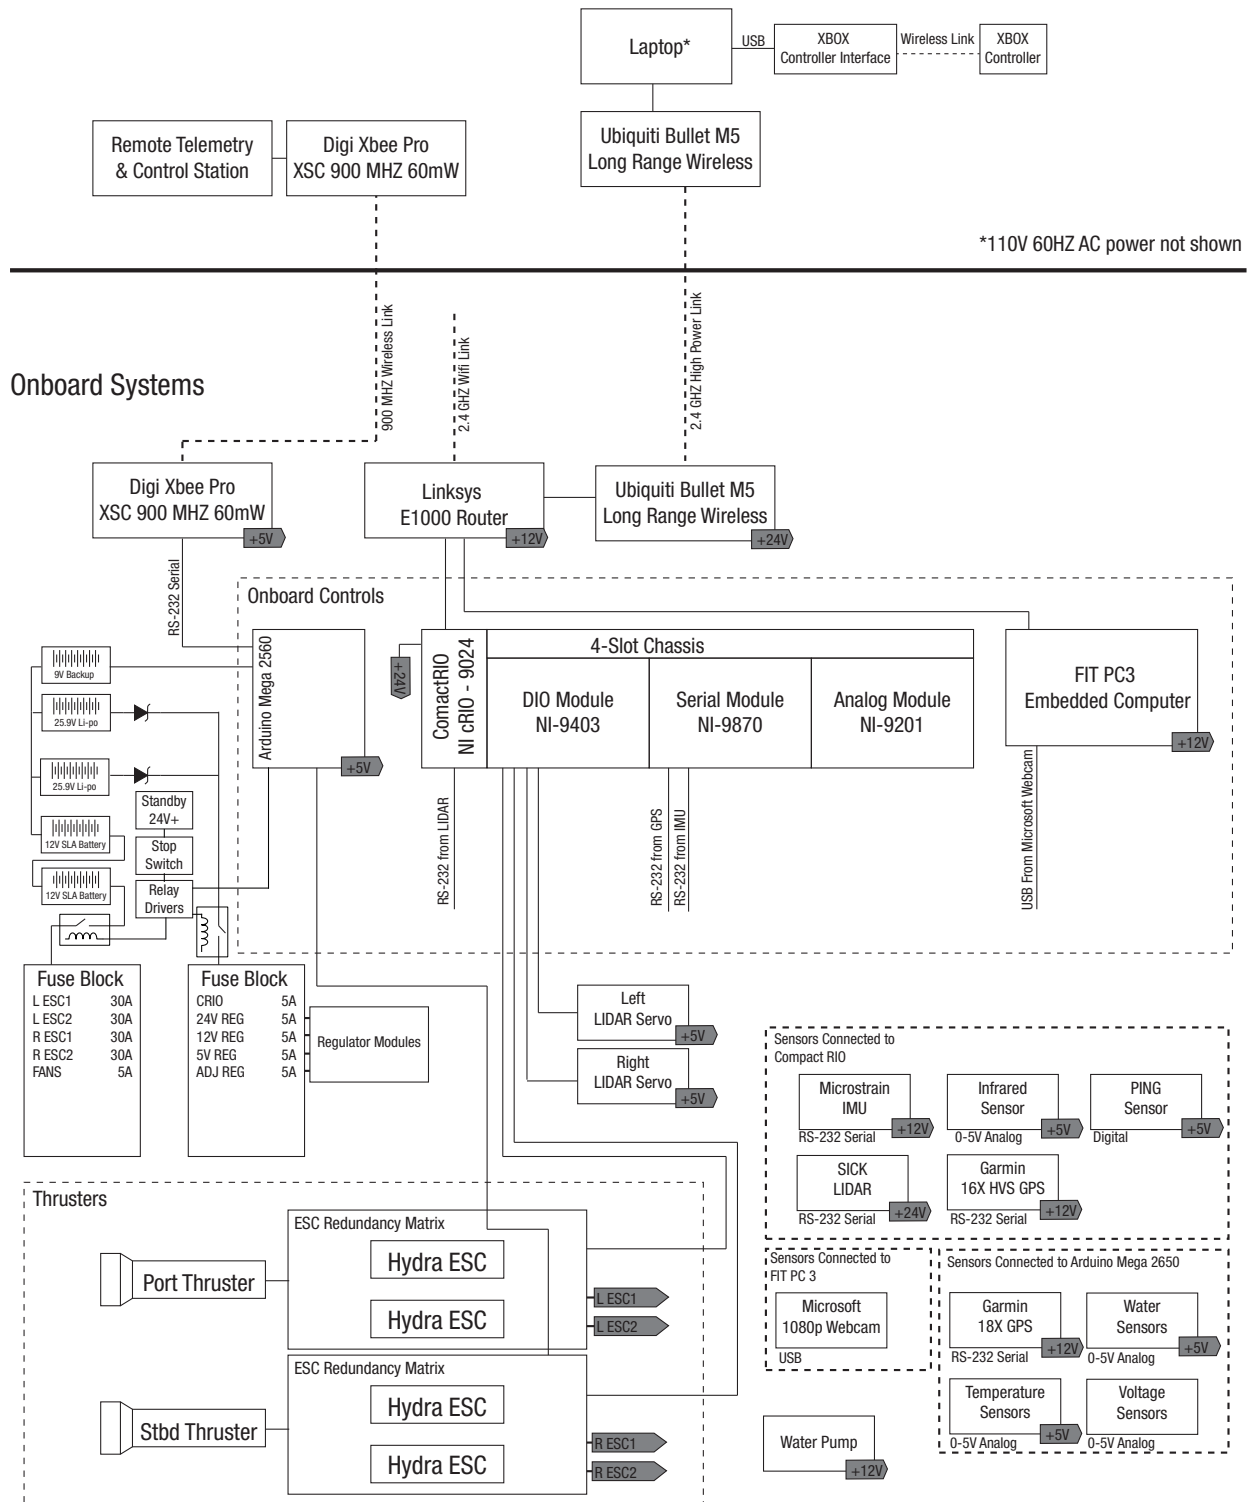 Laptop*
USB
XBOX
Controller Interface
Wireless Link
XBOX
Controller
Remote Telemetry
& Control Station
Digi Xbee Pro
XSC 900 MHZ 60mW
Ubiquiti Bullet M5
Long Range Wireless
*110V 60HZ AC power not shown
900 MHZ Wireless Link
2.4 GHZ Wifi Link
2.4 GHZ High Power Link
Onboard Systems
Digi Xbee Pro
XSC 900 MHZ 60mW
+5V
Linksys
E1000 Router
+12V
Ubiquiti Bullet M5
Long Range Wireless
+24V
RS-232 Serial
Onboard Controls
Arduino Mega 2560
+5V
+24V
ComactRIO
NI cRIO - 9024
4-Slot Chassis
DIO Module
NI-9403
Serial Module
NI-9870
Analog Module
NI-9201
FIT PC3
Embedded Computer
+12V
9V Backup
25.9V Li-po
25.9V Li-po
12V SLA Battery
12V SLA Battery
Standby
24V+
Stop
Switch
Relay
Drivers
RS-232 from LIDAR
RS-232 from GPS
RS-232 from IMU
USB From Microsoft Webcam
Fuse Block
L ESC1 30A
L ESC2 30A
R ESC1 30A
R ESC2 30A
FANS 5A
Fuse Block
CRIO 5A
24V REG 5A
12V REG 5A
5V REG 5A
ADJ REG 5A
Regulator Modules
Left
LIDAR Servo
+5V
Right
LIDAR Servo
+5V
Sensors Connected to
Compact RIO
Microstrain
IMU
+12V
RS-232 Serial
Infrared
Sensor
+5V
0-5V Analog
PING
Sensor
+5V
Digital
SICK
LIDAR
+24V
RS-232 Serial
Garmin
16X HVS GPS
+12V
RS-232 Serial
Thrusters
Port Thruster
ESC Redundancy Matrix
Hydra ESC
Hydra ESC
L ESC1
L ESC2
Stbd Thruster
ESC Redundancy Matrix
Hydra ESC
Hydra ESC
R ESC1
R ESC2
Sensors Connected to
FIT PC 3
Microsoft
1080p Webcam
USB
Sensors Connected to Arduino Mega 2650
Garmin
18X GPS
+12V
RS-232 Serial
Water
Sensors
+5V
0-5V Analog
Temperature
Sensors
+5V
0-5V Analog
Voltage
Sensors
0-5V Analog
Water Pump
+12V